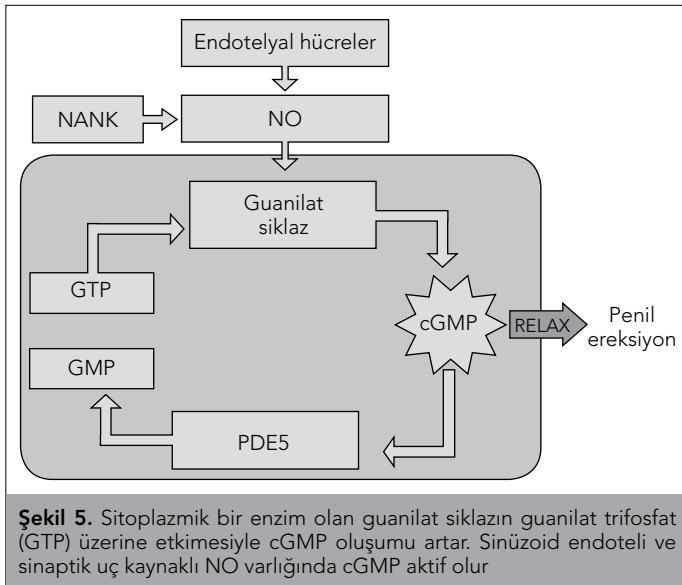 Endotelyal hücreler
NANK
NO
Guanilat
siklaz
GTP
cGMP
RELAX
Penil
ereksiyon
GMP
PDE5
Şekil 5. Sitoplazmik bir enzim olan guanilat siklazın guanilat trifosfat
(GTP) üzerine etkimesiyle cGMP oluşumu artar. Sinüzoid endoteli ve
sinaptik uç kaynaklı NO varlığında cGMP aktif olur